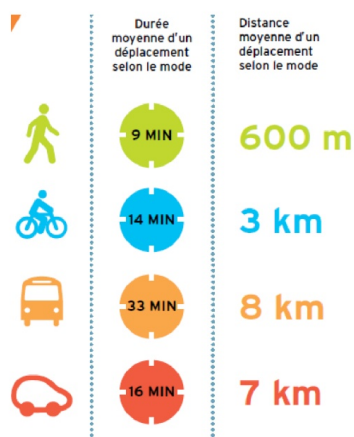 Durée
moyenne d'un
déplacement
selon le mode
Distance
moyenne d'un
déplacement
selon le mode
9 MIN
600 m
14 MIN
3 km
33 MIN
8 km
16 MIN
7 km